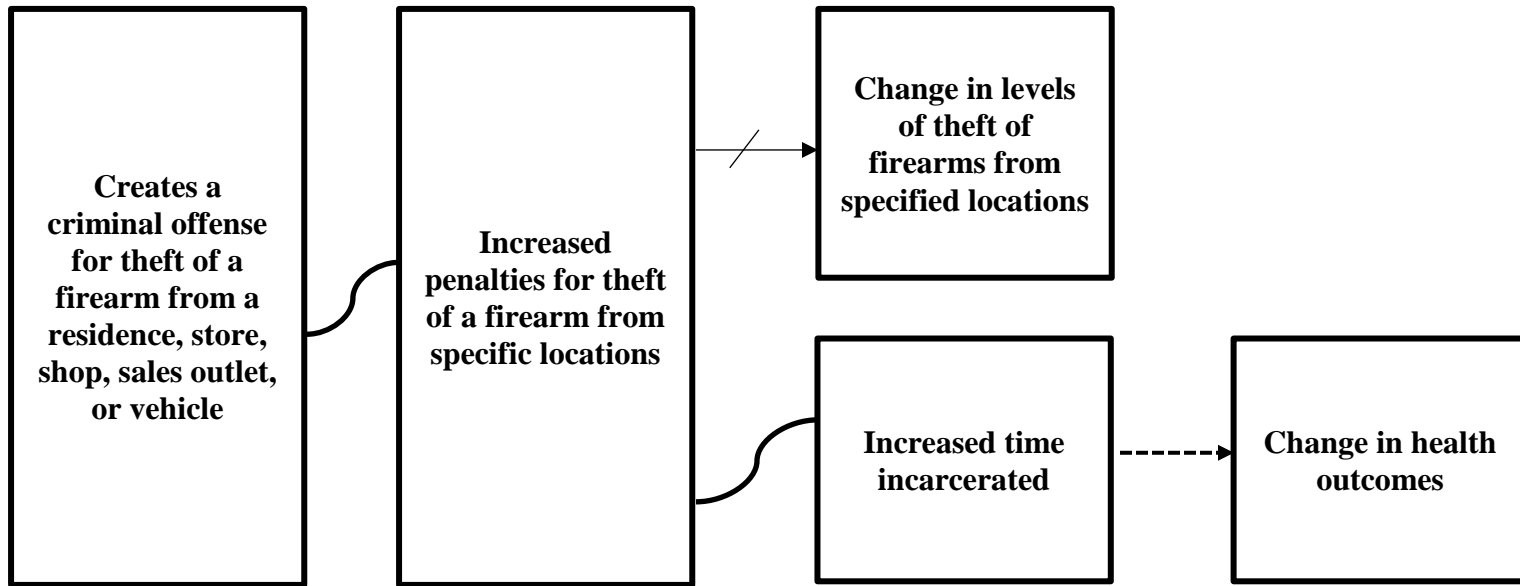 Creates a
criminal offense
for theft of a
firearm from a
residence, store,
shop, sales outlet,
or vehicle
Increased
penalties for theft
of a firearm from
specific locations
Change in levels
of theft of
firearms from
specified locations
Increased time
incarcerated
Change in health
outcomes